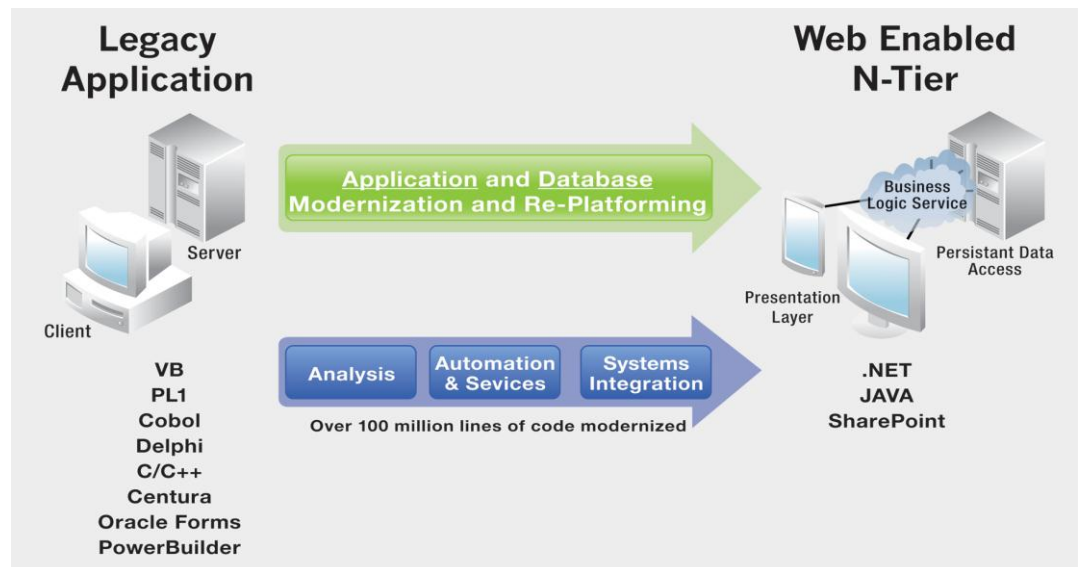 Legacy
Application
Server
Client
VB
PL1
Cobol
Delphi
C/C++
Centura
Oracle Forms
PowerBuilder
Application and Database
Modernization and Re-Platforming
Analysis
Automation
& Sevices
Systems
Integration
Over 100 million lines of code modernized
Web Enabled
N-Tier
Business
Logic Service
Persistant Data
Access
Presentation
Layer
.NET
JAVA
SharePoint